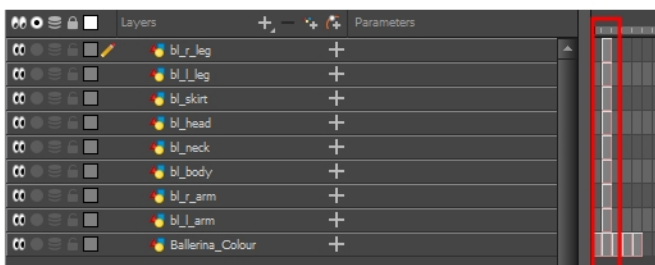 Layers Parameters
bl_r_leg
bl_l_leg
bl_skirt
bl_head
bl_neck
bl_body
bl_r_arm
bl_l_arm
Ballerina_Colour